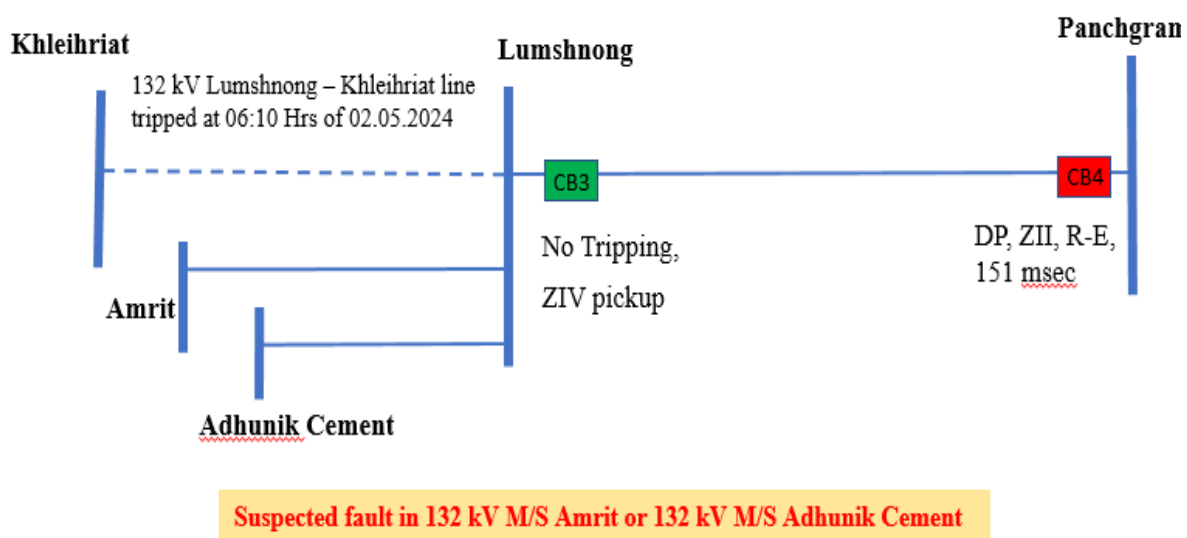 Khleihriat
132 kV Lumshnong – Khleihriat line
tripped at 06:10 Hrs of 02.05.2024
Lumshnong
Panchgram
CB3
CB4
No Tripping,
ZIV pickup
DP, ZII, R-E,
151 msec
Amrit
Adhunik Cement
Suspected fault in 132 kV M/S Amrit or 132 kV M/S Adhunik Cement